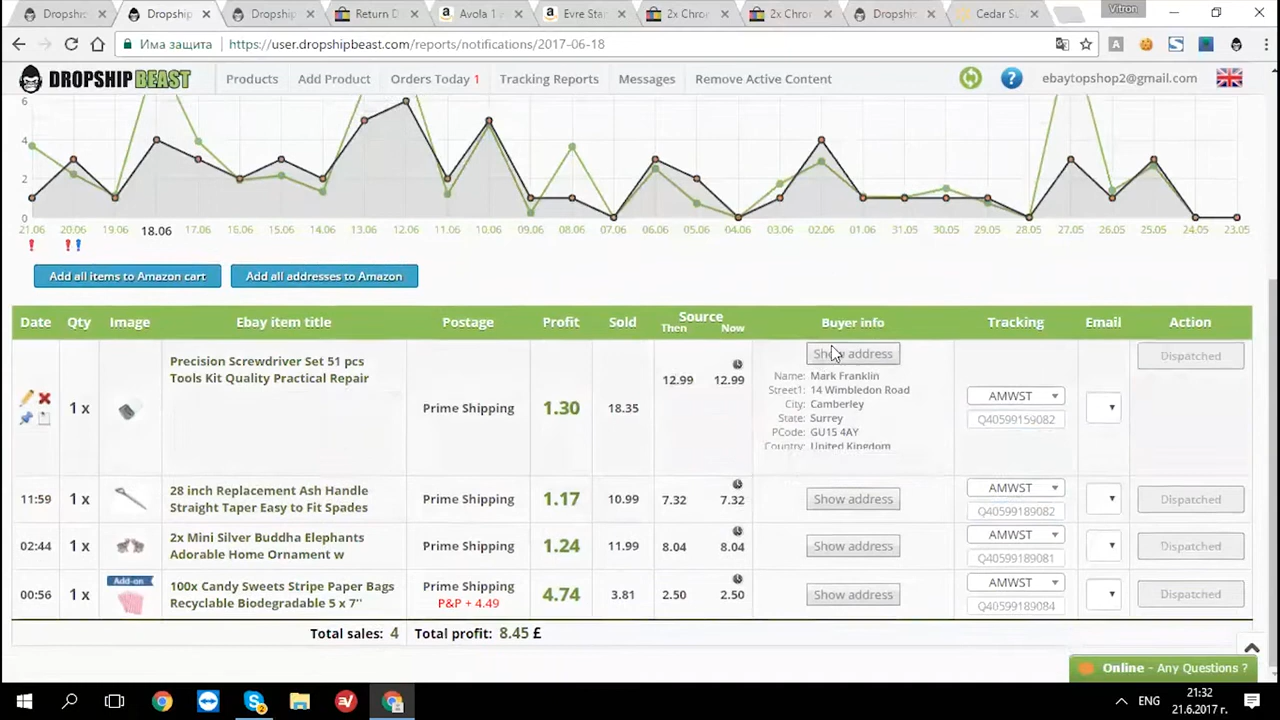 Dropship
Dropship
Dropship
Return D
Avola 1
Evre Sta
2x Chro
2x Chro
Dropship
Cedar Su
Vitron
Има защита
https://user.dropshipbeast.com/reports/notifications/2017-06-18
DROPSHIPBEAST
Products
Add Product
Orders Today 1
Tracking Reports
Messages
Remove Active Content
ebaytopshop2@gmail.com
6
4
2
0
21.06 20.06 19.06 18.06 17.06 16.06 15.06 14.06 13.06 12.06 11.06 10.06 09.06 08.06 07.06 06.06 05.06 04.06 03.06 02.06 01.06 31.05 30.05 29.05 28.05 27.05 26.05 25.05 24.05 23.05
Add all items to Amazon cart
Add all addresses to Amazon
Date Qty Image Ebay item title Postage Profit Sold Source Then Now Buyer info Tracking Email Action
1 x
Precision Screwdriver Set 51 pcs
Tools Kit Quality Practical Repair
Prime Shipping
1.30
18.35
12.99
12.99
Show address
Name: Mark Franklin
Street1: 14 Wimbledon Road
City: Camberley
State: Surrey
PCode: GU15 4AY
Country: United Kingdom
AMWST
Q40599159082
Dispatched
11:59
1 x
28 inch Replacement Ash Handle
Straight Taper Easy to Fit Spades
Prime Shipping
1.17
10.99
7.32
7.32
Show address
AMWST
Q40599189082
Dispatched
02:44
1 x
2x Mini Silver Buddha Elephants
Adorable Home Ornament w
Prime Shipping
1.24
11.99
8.04
8.04
Show address
AMWST
Q40599189081
Dispatched
00:56
1 x
Add-on
100x Candy Sweets Stripe Paper Bags
Recyclable Biodegradable 5 x 7''
Prime Shipping
P&P + 4.49
4.74
3.81
2.50
2.50
Show address
AMWST
Q40599189084
Dispatched
Total sales: 4
Total profit: 8.45 £
Online - Any Questions ?
ENG
21:32
21.6.2017 г.